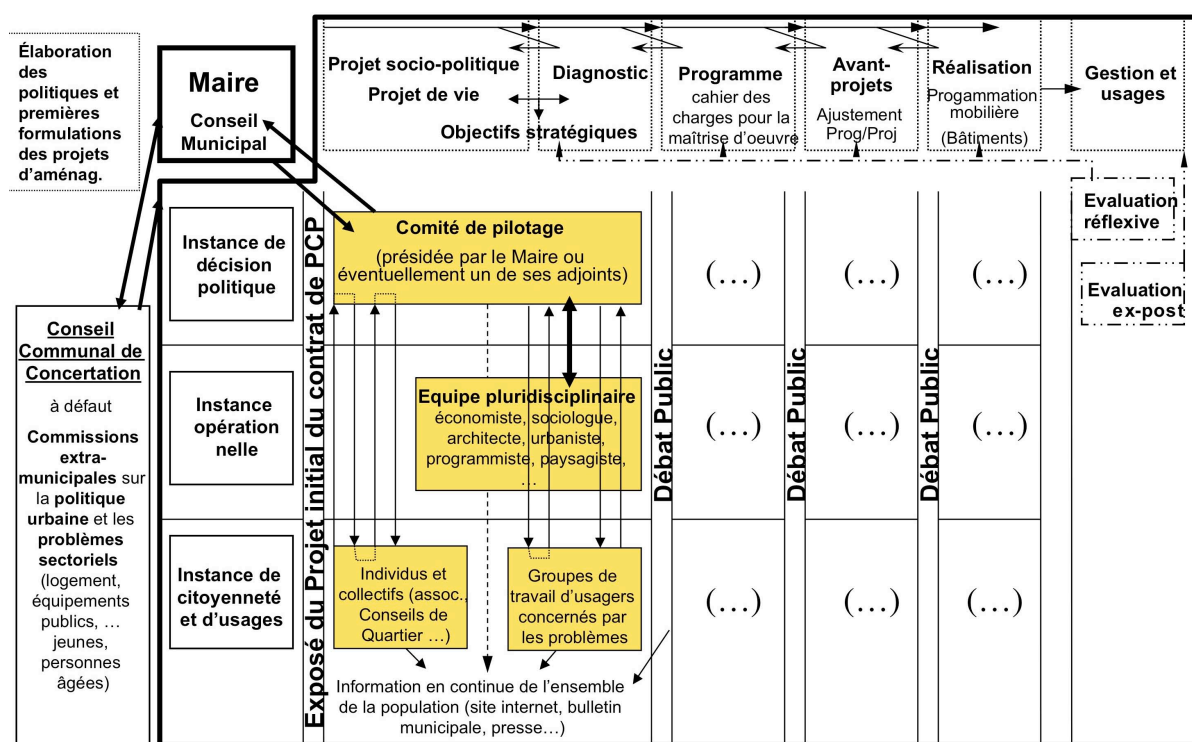 Élaboration
des
politiques et
premières
formulations
des projets
d'aménag.
Maire
Conseil
Municipal
Projet socio-politique
Projet de vie
Diagnostic
Objectifs stratégiques
Programme
cahier des
charges pour la
maîtrise d'oeuvre
Avant-
projets
Ajustement
Prog/Proj
Réalisation
Progammation
mobilière
(Bâtiments)
Gestion et
usages
Evaluation
réflexive
Evaluation
ex-post
Conseil
Communal de
Concertation
à défaut
Commissions
extra-
municipales sur
la politique
urbaine et les
problèmes
sectoriels
(logement,
équipements
publics, …
jeunes,
personnes
âgées)
Instance de
décision
politique
Instance
opération
nelle
Instance de
citoyenneté
et d'usages
Exposé du Projet initial du contrat de PCP
Comité de pilotage
(présidée par le Maire ou
éventuellement un de ses adjoints)
Equipe pluridisciplinaire
économiste, sociologue,
architecte, urbaniste,
programmiste, paysagiste,
…
Individus et
collectifs (assoc.,
Conseils de
Quartier …)
Groupes de
travail d'usagers
concernés par
les problèmes
Information en continue de l'ensemble
de la population (site internet, bulletin
municipale, presse…)
Débat Public
Débat Public
Débat Public
(…)
(…)
(…)
(…)
(…)
(…)
(…)
(…)
(…)